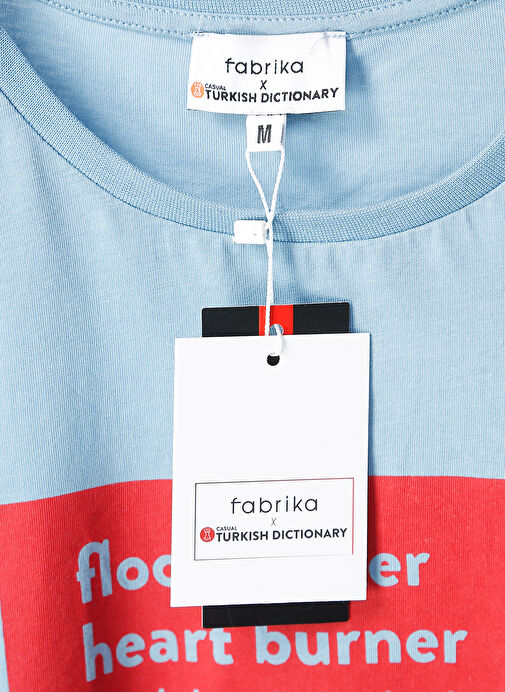 fabrika
X
CASUAL
TURKISH DICTIONARY
M
fabrika
X
CASUAL
TURKISH DICTIONARY
heart burner